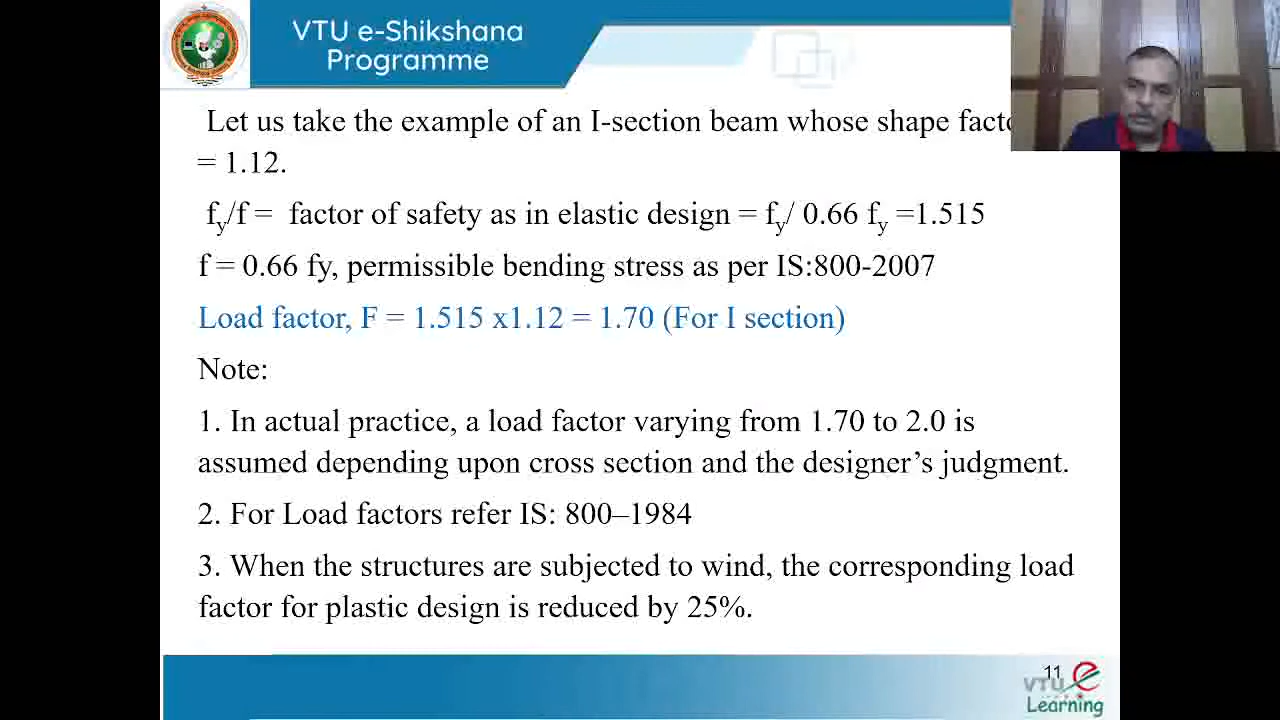 VTU e-Shikshana
Programme
Let us take the example of an I-section beam whose shape
= 1.12.
fy/f = factor of safety as in elastic design = fy/ 0.66 fy =1.515
f = 0.66 fy, permissible bending stress as per IS:800-2007
Load factor, F = 1.515 x1.12 = 1.70 (For I section)
Note:
1. In actual practice, a load factor varying from 1.70 to 2.0 is
assumed depending upon cross section and the designer’s judgment.
2. For Load factors refer IS: 800–1984
3. When the structures are subjected to wind, the corresponding load
factor for plastic design is reduced by 25%.
11
VTU e
Learning